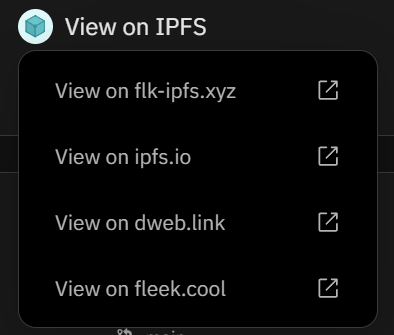 View on IPFS
View on flk-ipfs.xyz
View on ipfs.io
View on dweb.link
View on fleek.cool